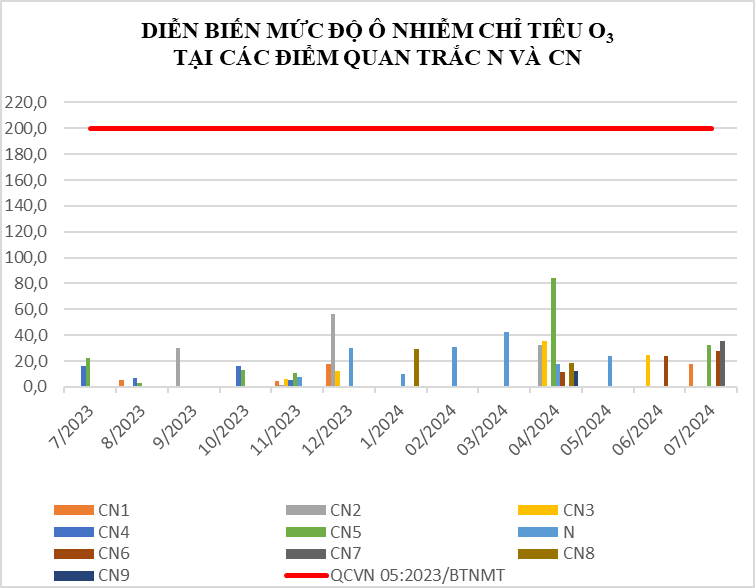 DIỄN BIẾN MỨC ĐỘ Ô NHIỄM CHỈ TIÊU O₃
TẠI CÁC ĐIỂM QUAN TRẮC N VÀ CN
220,0
200,0
180,0
160,0
140,0
120,0
100,0
80,0
60,0
40,0
20,0
0,0
7/2023 8/2023 9/2023 10/2023 11/2023 12/2023 1/2024 02/2024 03/2024 04/2024 05/2024 06/2024 07/2024
CN1 CN2 CN3
CN4 CN5 N
CN6 CN7 CN8
CN9 QCVN 05:2023/BTNMT